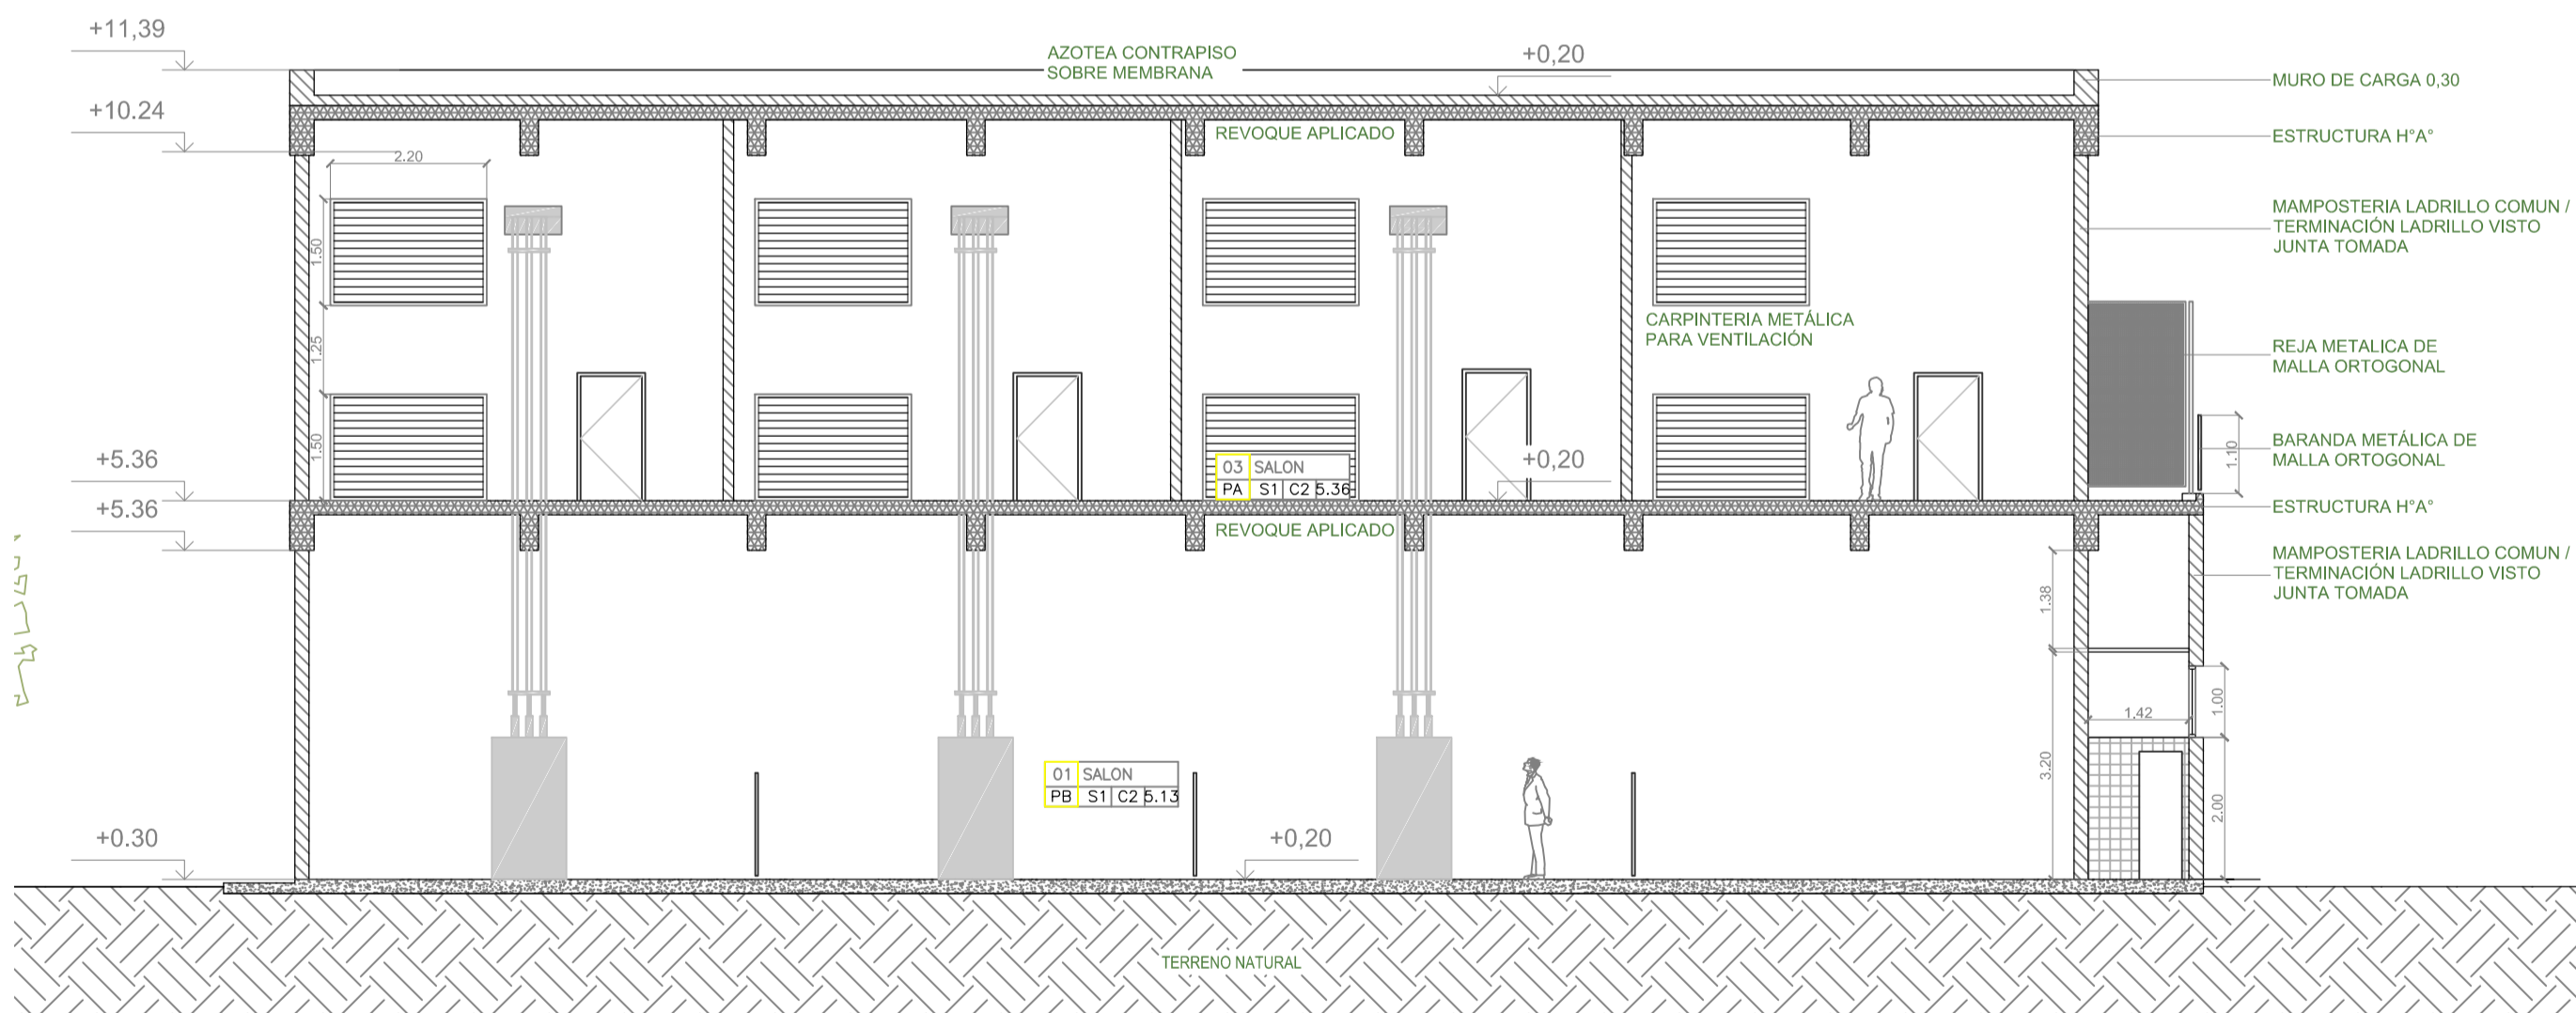 +11,39
AZOTEA CONTRAPISO
SOBRE MEMBRANA
+0,20
MURO DE CARGA 0,30
+10.24
REVOQUE APLICADO
ESTRUCTURA H°A°
2.20
1.50
1.25
1.50
MAMPOSTERIA LADRILLO COMUN /
TERMINACIÓN LADRILLO VISTO
JUNTA TOMADA
CARPINTERIA METÁLICA
PARA VENTILACIÓN
REJA METALICA DE
MALLA ORTOGONAL
BARANDA METÁLICA DE
MALLA ORTOGONAL
1.10
+5.36
03 SALON
PA S1 C2 5.36
+0,20
+5.36
ESTRUCTURA H°A°
REVOQUE APLICADO
MAMPOSTERIA LADRILLO COMUN /
TERMINACIÓN LADRILLO VISTO
JUNTA TOMADA
1.38
3.20
1.42
1.00
2.00
01 SALON
PB S1 C2 5.13
+0.30
+0,20
TERRENO NATURAL